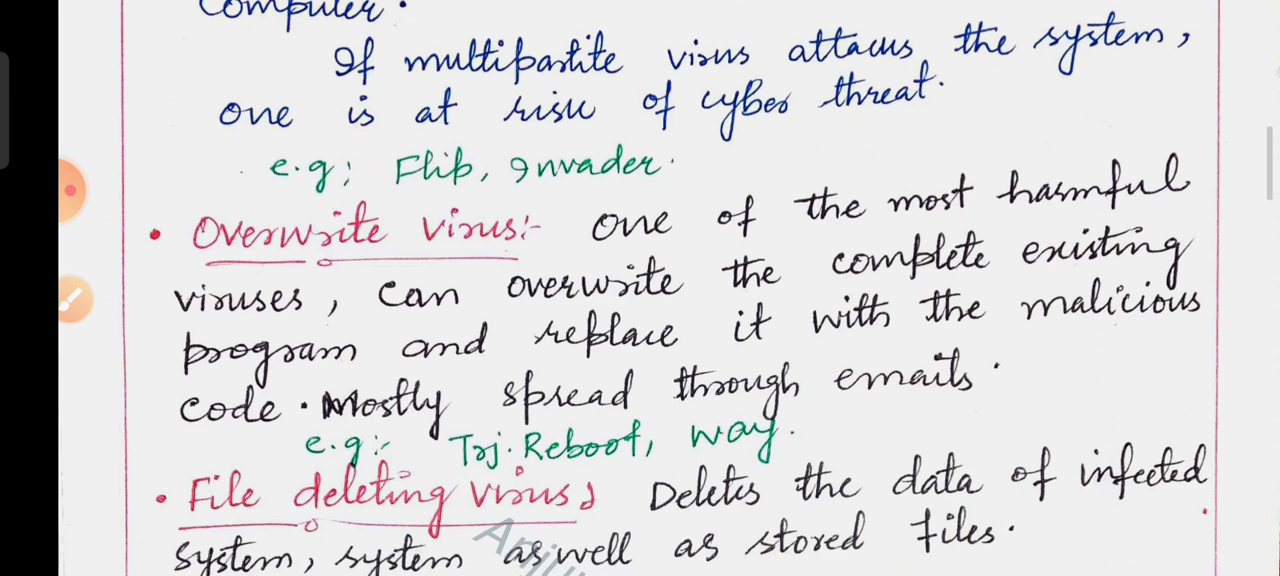 Computer.
If multipartite virus attacks the system,
one is at risk of cyber threat.
e.g; Flip, Invader.
• Overwrite virus:- one of the most harmful
viruses, can overwrite the complete existing
program and replace it with the malicious
code. Mostly spread through emails.
e.g:- Trj.Reboot, way.
• File deleting virus; Deletes the data of infected
system, system as well as stored files.